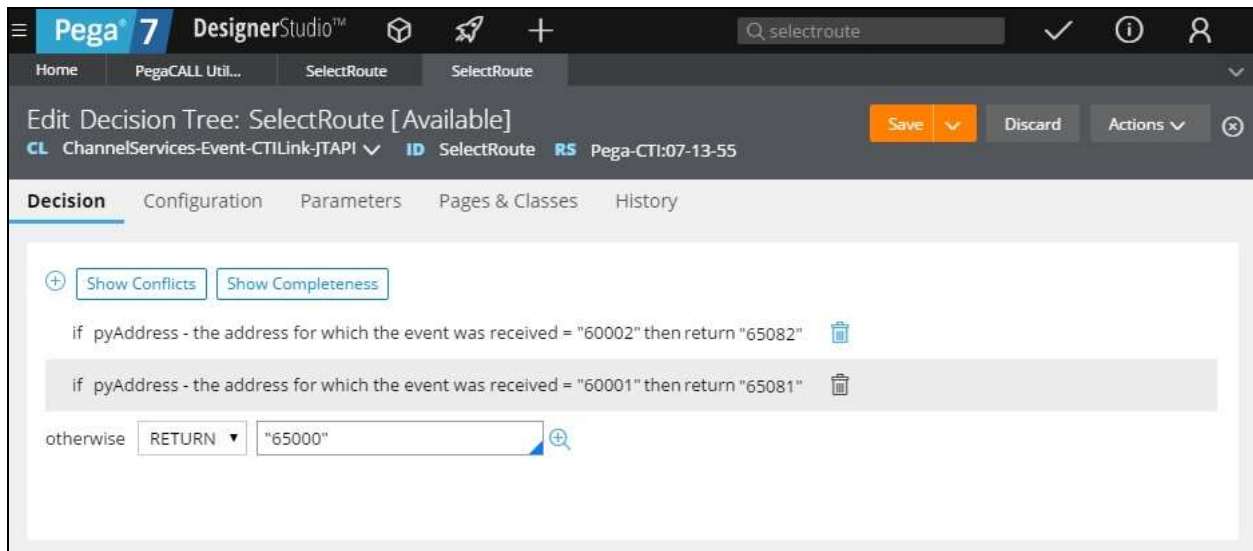 Pega® 7 DesignerStudio™ selectroute
Home PegaCALL Util... SelectRoute SelectRoute
Edit Decision Tree: SelectRoute [Available] Save Discard Actions
CL ChannelServices-Event-CTILink-JTAPI ID SelectRoute RS Pega-CTI:07-13-55
Decision Configuration Parameters Pages & Classes History
Show Conflicts Show Completeness
if pyAddress - the address for which the event was received = "60002" then return "65082"
if pyAddress - the address for which the event was received = "60001" then return "65081"
otherwise RETURN "65000"